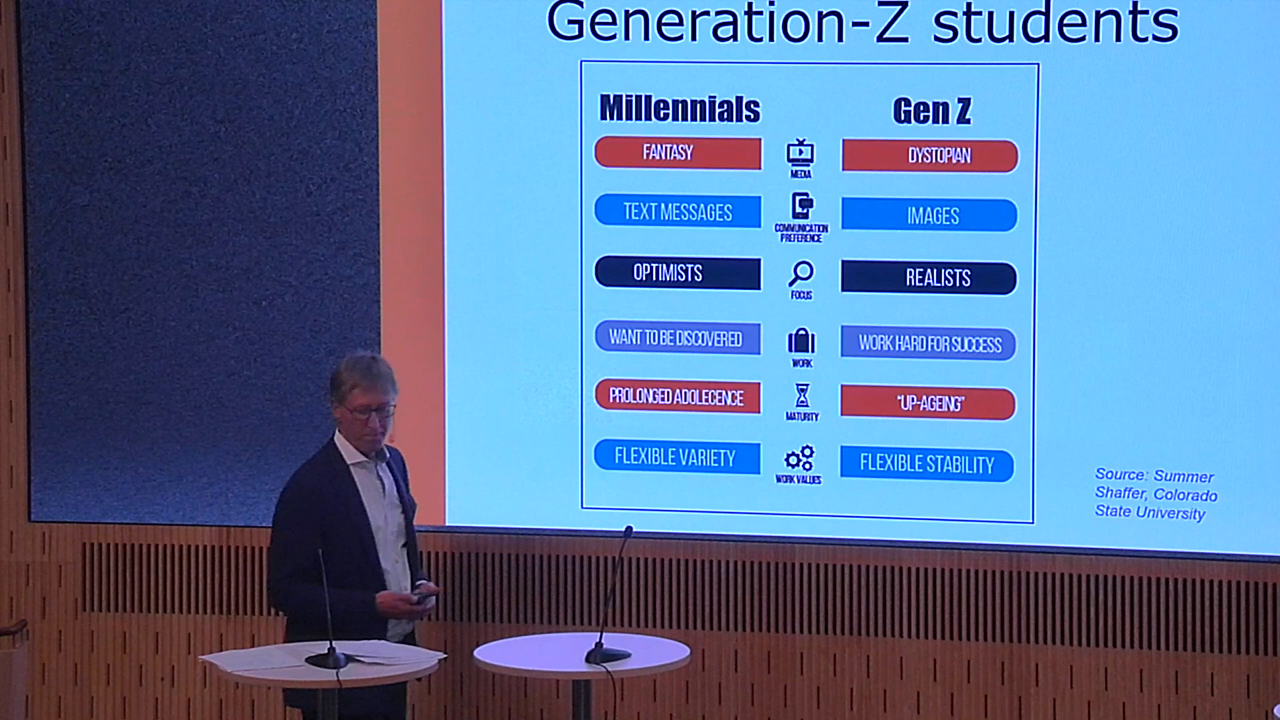 Generation-Z students
Millennials Gen Z
FANTASY MEDIA DYSTOPIAN
TEXT MESSAGES COMMUNICATION PREFERENCE IMAGES
OPTIMISTS FOCUS REALISTS
WANT TO BE DISCOVERED WORK WORK HARD FOR SUCCESS
PROLONGED ADOLECENCE MATURITY "UP-AGEING"
FLEXIBLE VARIETY WORK VALUES FLEXIBLE STABILITY
Source: Summer
Shaffer, Colorado
State University